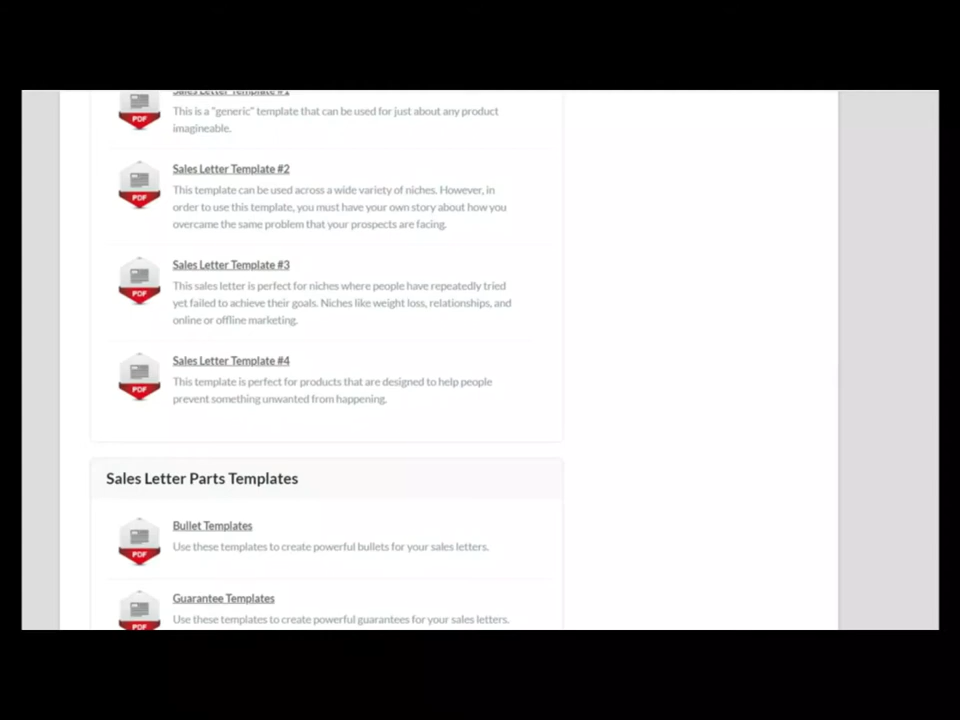 Sales Letter Template #1
PDF
This is a "generic" template that can be used for just about any product
imagineable.
Sales Letter Template #2
PDF
This template can be used across a wide variety of niches. However, in
order to use this template, you must have your own story about how you
overcame the same problem that your prospects are facing.
Sales Letter Template #3
PDF
This sales letter is perfect for niches where people have repeatedly tried
yet failed to achieve their goals. Niches like weight loss, relationships, and
online or offline marketing.
Sales Letter Template #4
PDF
This template is perfect for products that are designed to help people
prevent something unwanted from happening.
Sales Letter Parts Templates
Bullet Templates
PDF
Use these templates to create powerful bullets for your sales letters.
Guarantee Templates
PDF
Use these templates to create powerful guarantees for your sales letters.